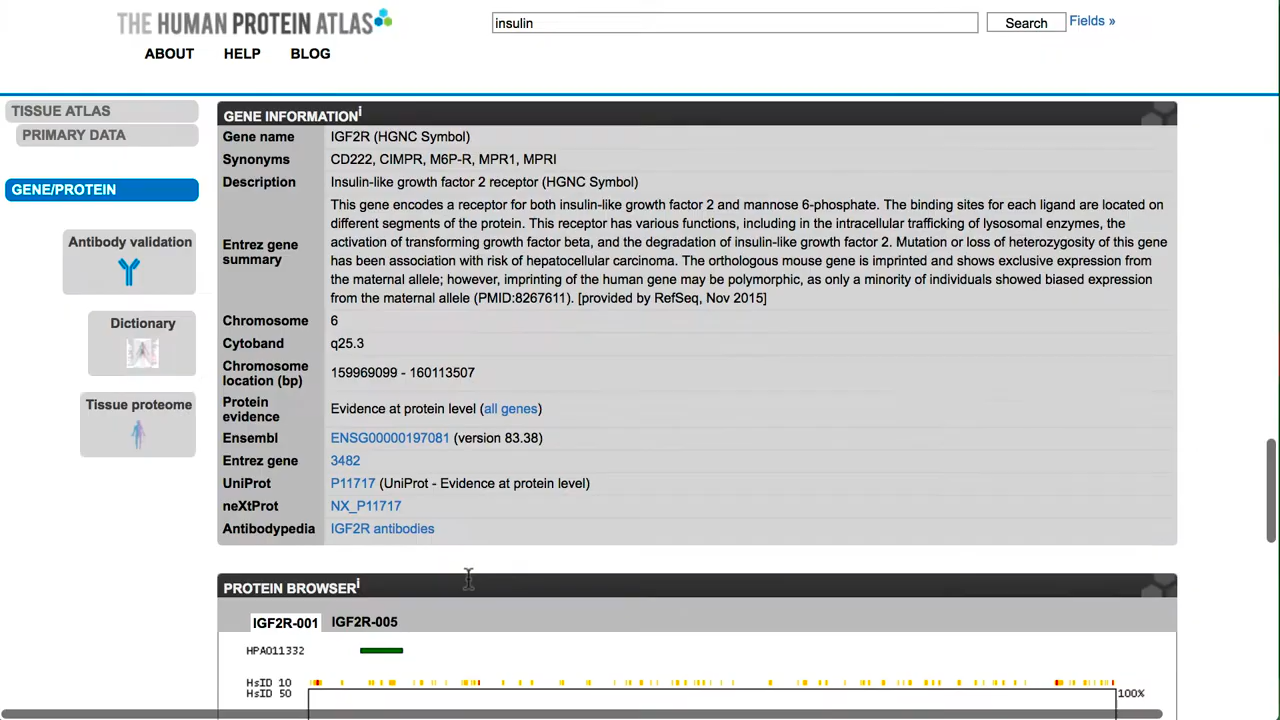 THE HUMAN PROTEIN ATLAS
insulin
Search
Fields »
ABOUT HELP BLOG
TISSUE ATLAS
PRIMARY DATA
GENE/PROTEIN
Antibody validation
Dictionary
Tissue proteome
GENE INFORMATIONi
Gene name IGF2R (HGNC Symbol)
Synonyms CD222, CIMPR, M6P-R, MPR1, MPRI
Description Insulin-like growth factor 2 receptor (HGNC Symbol)
Entrez gene
summary
This gene encodes a receptor for both insulin-like growth factor 2 and mannose 6-phosphate. The binding sites for each ligand are located on
different segments of the protein. This receptor has various functions, including in the intracellular trafficking of lysosomal enzymes, the
activation of transforming growth factor beta, and the degradation of insulin-like growth factor 2. Mutation or loss of heterozygosity of this gene
has been association with risk of hepatocellular carcinoma. The orthologous mouse gene is imprinted and shows exclusive expression from
the maternal allele; however, imprinting of the human gene may be polymorphic, as only a minority of individuals showed biased expression
from the maternal allele (PMID:8267611). [provided by RefSeq, Nov 2015]
Chromosome 6
Cytoband q25.3
Chromosome
location (bp)
159969099 - 160113507
Protein
evidence
Evidence at protein level (all genes)
Ensembl ENSG00000197081 (version 83.38)
Entrez gene 3482
UniProt P11717 (UniProt - Evidence at protein level)
neXtProt NX_P11717
Antibodypedia IGF2R antibodies
PROTEIN BROWSERi
IGF2R-001 IGF2R-005
HPA011332
HsID 10
HsID 50
100%